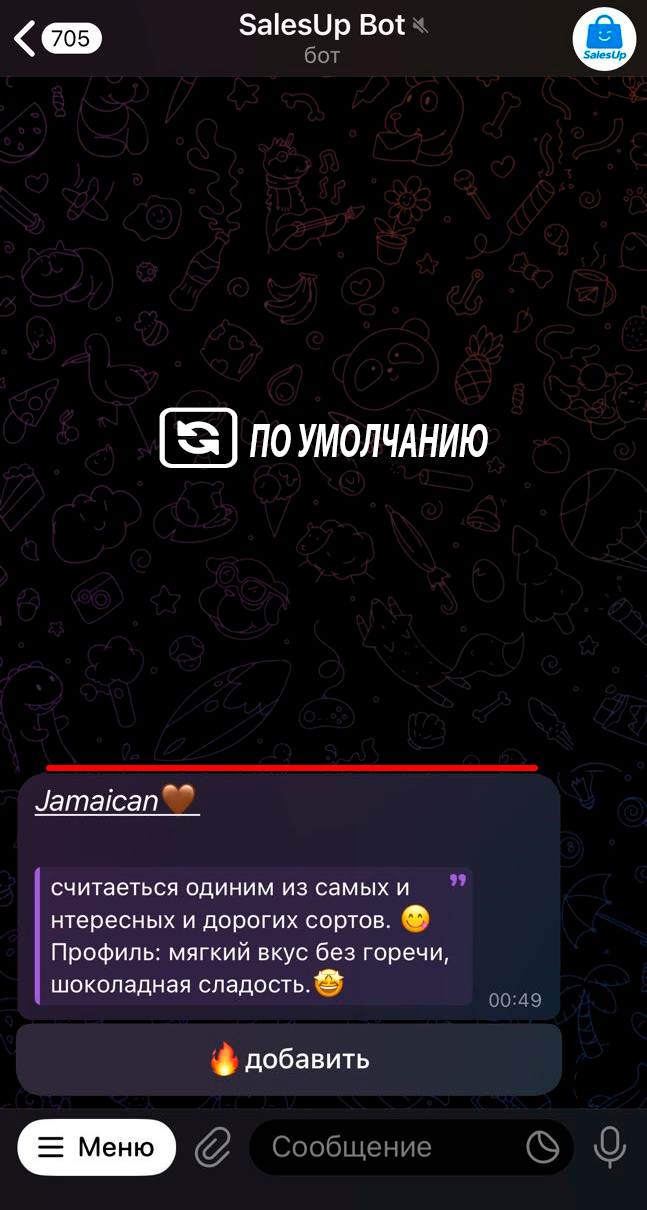 705
SalesUp Bot
бот
SalesUp
ПО УМОЛЧАНИЮ
Jamaican🤎
считаеться одиним из самых и
нтересных и дорогих сортов. 😋
Профиль: мягкий вкус без горечи,
шоколадная сладость.🤩
00:49
🔥добавить
Меню
Сообщение